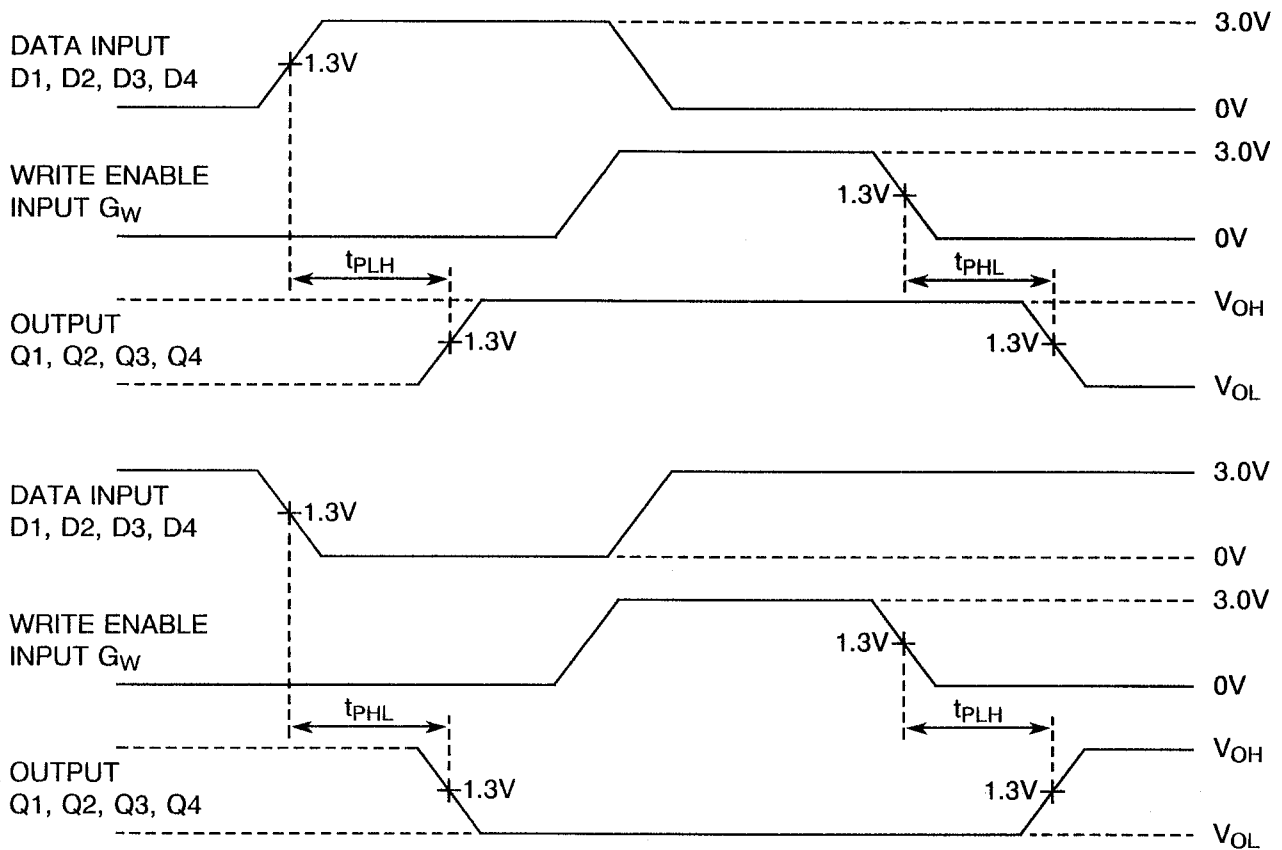 3.0V
DATA INPUT
D1, D2, D3, D4
1.3V
0V
3.0V
WRITE ENABLE
INPUT GW
1.3V
0V
tPLH
tPHL
VOH
OUTPUT
Q1, Q2, Q3, Q4
1.3V
1.3V
VOL
3.0V
DATA INPUT
D1, D2, D3, D4
1.3V
0V
3.0V
WRITE ENABLE
INPUT GW
1.3V
0V
tPHL
tPLH
VOH
OUTPUT
Q1, Q2, Q3, Q4
1.3V
1.3V
VOL